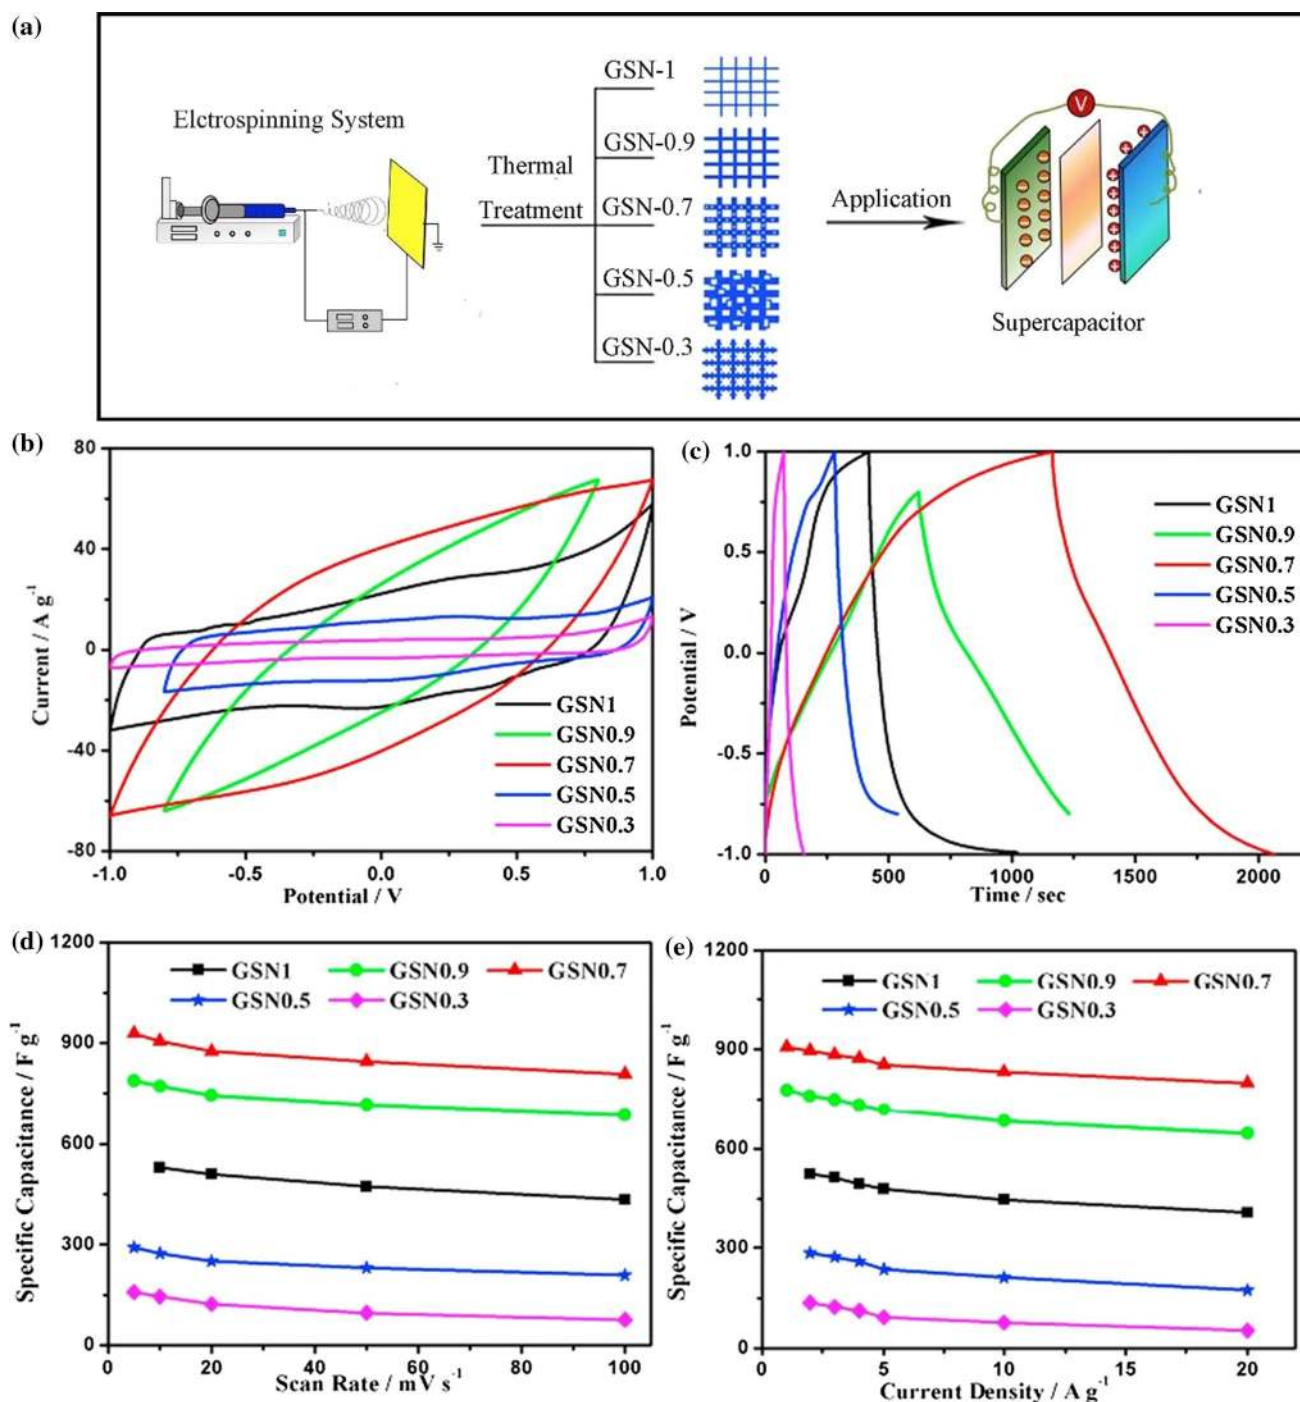 (a)
Elctrospinning System
Thermal
Treatment
GSN-1
GSN-0.9
GSN-0.7
GSN-0.5
GSN-0.3
Application
V
Supercapacitor
(b)
80
40
0
-40
-80
Current / A g⁻¹
GSN1
GSN0.9
GSN0.7
GSN0.5
GSN0.3
-1.0 -0.5 0.0 0.5 1.0
Potential / V
(c)
1.0
0.5
0.0
-0.5
-1.0
Potential / V
GSN1
GSN0.9
GSN0.7
GSN0.5
GSN0.3
0 500 1000 1500 2000
Time / sec
(d)
1200
900
600
300
0
Specific Capacitance / F g⁻¹
GSN1 GSN0.9 GSN0.7
GSN0.5 GSN0.3
0 20 40 60 80 100
Scan Rate / mV s⁻¹
(e)
1200
900
600
300
0
Specific Capacitance / F g⁻¹
GSN1 GSN0.9 GSN0.7
GSN0.5 GSN0.3
0 5 10 15 20
Current Density / A g⁻¹